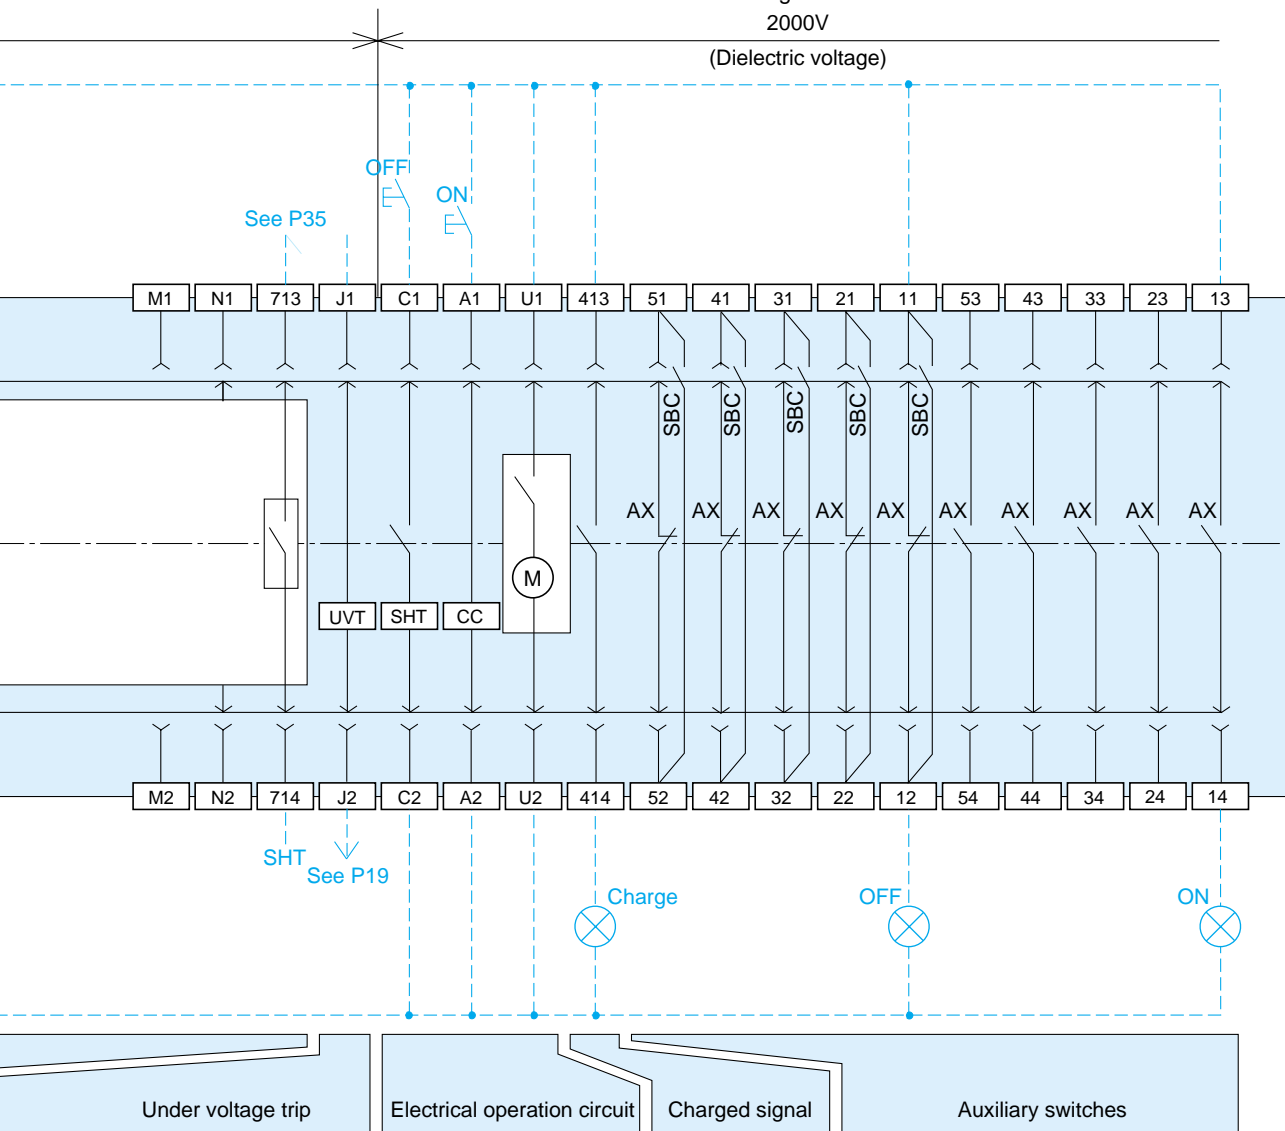 2000V
(Dielectric voltage)
OFF
ON
See P35
M1 N1 713 J1 C1 A1 U1 413 51 41 31 21 11 53 43 33 23 13
SBC SBC SBC SBC SBC
AX AX AX AX AX AX AX AX AX AX
M
UVT SHT CC
M2 N2 714 J2 C2 A2 U2 414 52 42 32 22 12 54 44 34 24 14
SHT
See P19
Charge OFF ON
Under voltage trip Electrical operation circuit Charged signal Auxiliary switches